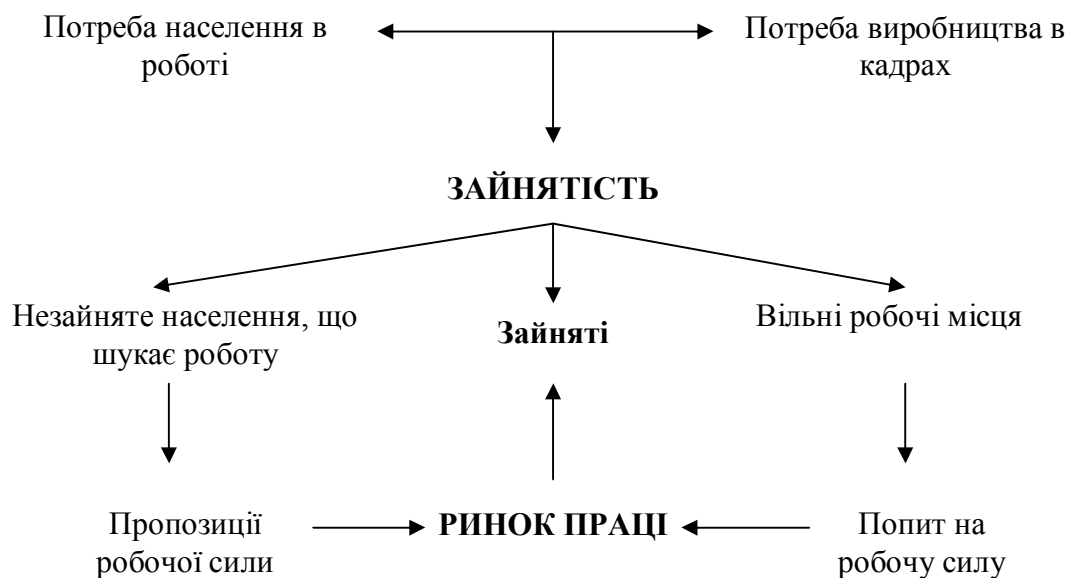 Потреба населення в
роботі
Потреба виробництва в
кадрах
ЗАЙНЯТІСТЬ
Незайняте населення, що
шукає роботу
Зайняті
Вільні робочі місця
Пропозиції
робочої сили
РИНОК ПРАЦІ
Попит на
робочу силу